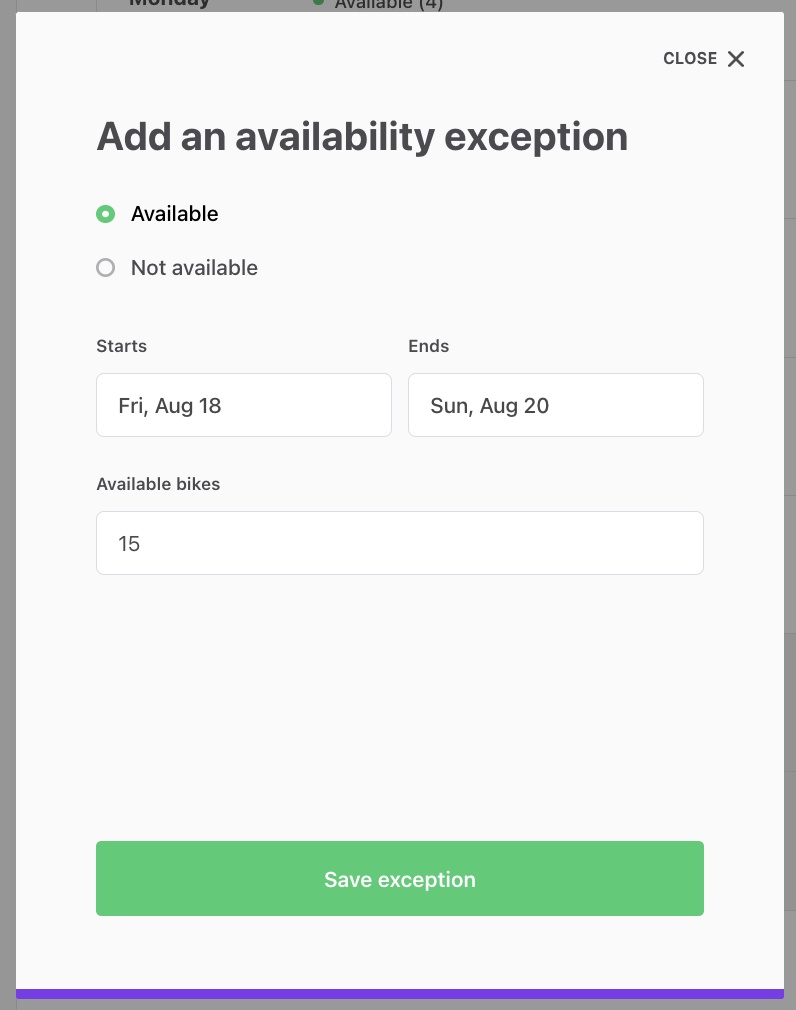 Monday Available (4)
CLOSE
Add an availability exception
Available
Not available
Starts Ends
Fri, Aug 18 Sun, Aug 20
Available bikes
15
Save exception